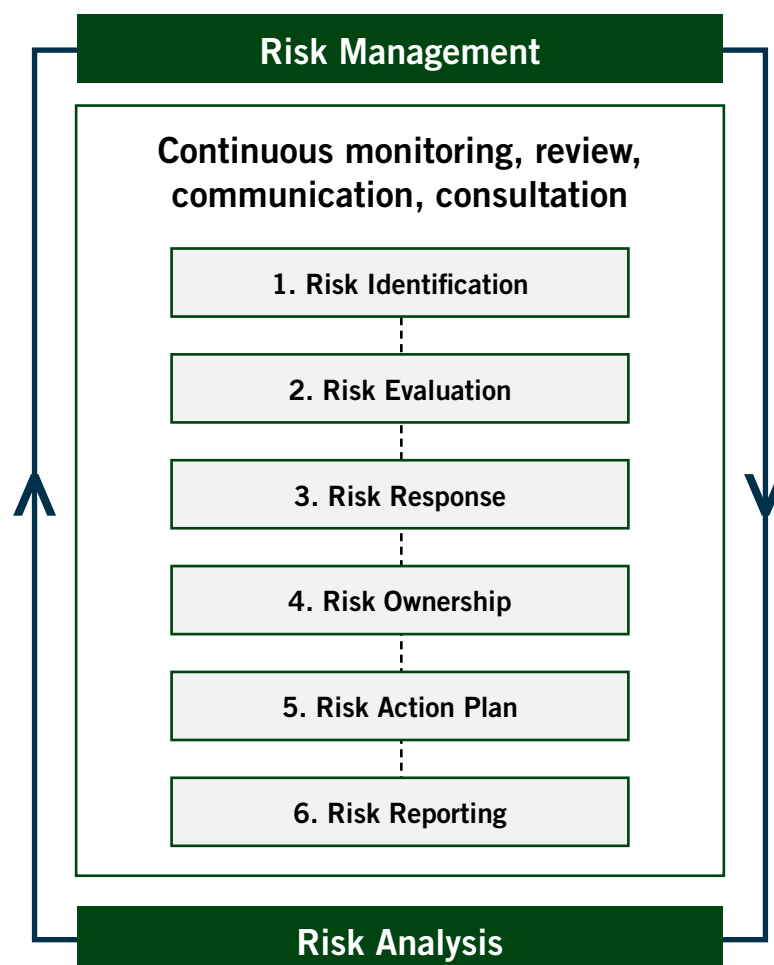 Risk Management
Continuous monitoring, review,
communication, consultation
1. Risk Identification
2. Risk Evaluation
3. Risk Response
4. Risk Ownership
5. Risk Action Plan
6. Risk Reporting
Risk Analysis